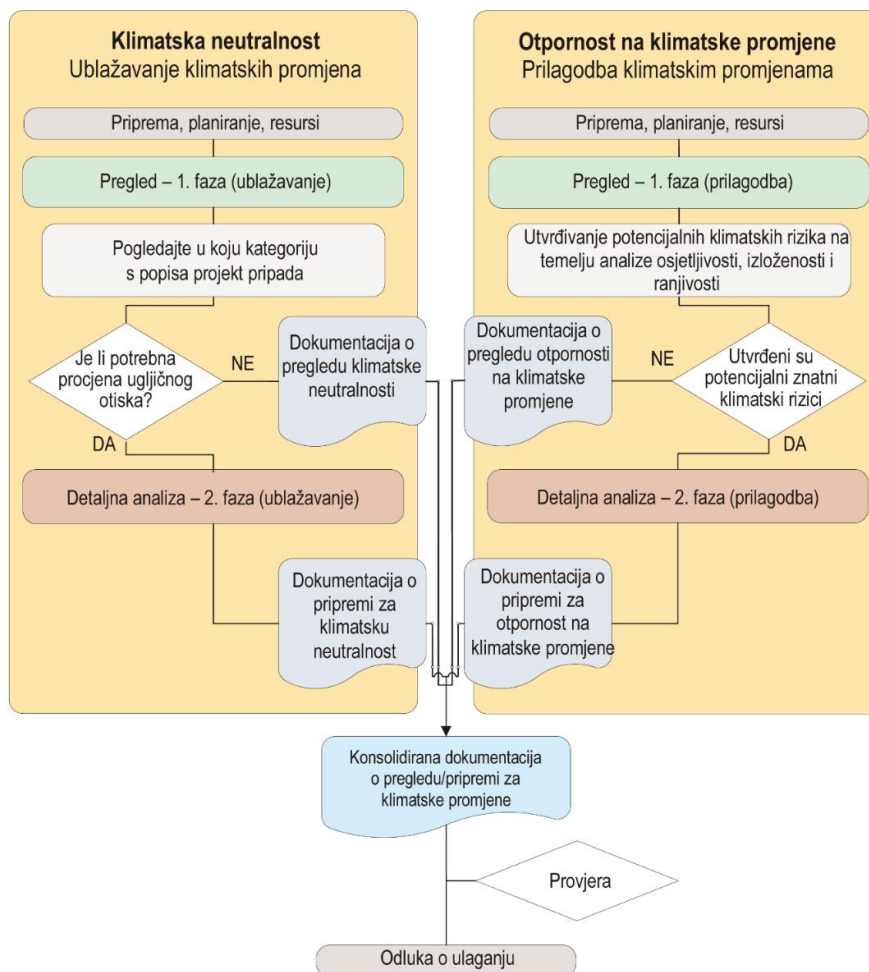 Klimatska neutralnost
Ublažavanje klimatskih promjena
Priprema, planiranje, resursi
Pregled – 1. faza (ublažavanje)
Pogledajte u koju kategoriju
s popisa projekt pripada
Je li potrebna
procjena ugljičnog
otiska?
NE
Dokumentacija o
pregledu klimatske
neutralnosti
DA
Detaljna analiza – 2. faza (ublažavanje)
Dokumentacija o
pripremi za
klimatsku
neutralnost
Otpornost na klimatske promjene
Prilagodba klimatskim promjenama
Priprema, planiranje, resursi
Pregled – 1. faza (prilagodba)
Utvrđivanje potencijalnih klimatskih rizika na
temelju analize osjetljivosti, izloženosti i
ranjivosti
Dokumentacija o
pregledu otpornosti
na klimatske
promjene
NE
Utvrđeni su
potencijalni znatni
klimatski rizici
DA
Detaljna analiza – 2. faza (prilagodba)
Dokumentacija o
pripremi za
otpornost na
klimatske promjene
Konsolidirana dokumentacija
o pregledu/pripremi za
klimatske promjene
Provjera
Odluka o ulaganju